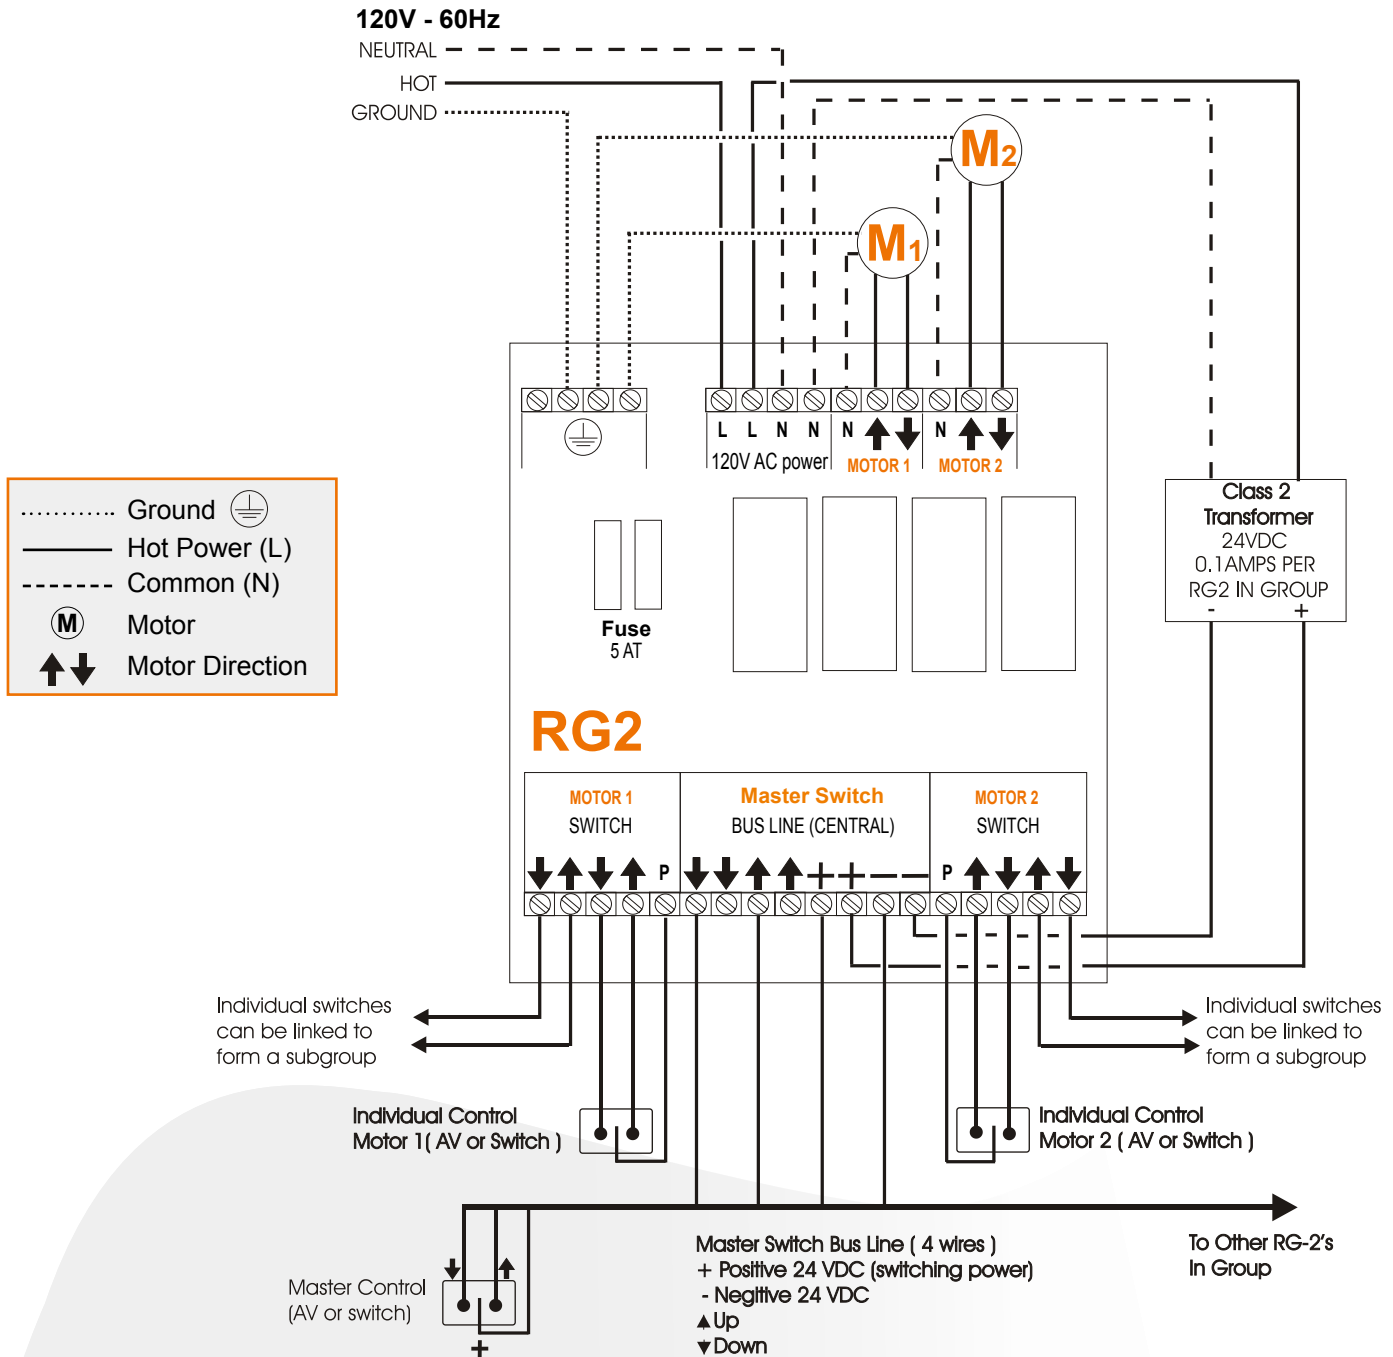 120V - 60Hz
NEUTRAL
HOT
GROUND
M2
M1
L L N N N N
120V AC power MOTOR 1 MOTOR 2
Ground
Hot Power (L)
Common (N)
M Motor
Motor Direction
Class 2
Transformer
24VDC
0.1AMPS PER
RG2 IN GROUP
- +
Fuse
5 AT
RG2
MOTOR 1
SWITCH
Master Switch
BUS LINE (CENTRAL)
MOTOR 2
SWITCH
P + + — — P
Individual switches
can be linked to
form a subgroup
Individual switches
can be linked to
form a subgroup
Individual Control
Motor 1( AV or Switch )
Individual Control
Motor 2 ( AV or Switch )
Master Control
(AV or switch)
+
Master Switch Bus Line ( 4 wires )
+ Positive 24 VDC (switching power)
- Negitive 24 VDC
▲Up
▼Down
To Other RG-2's
In Group